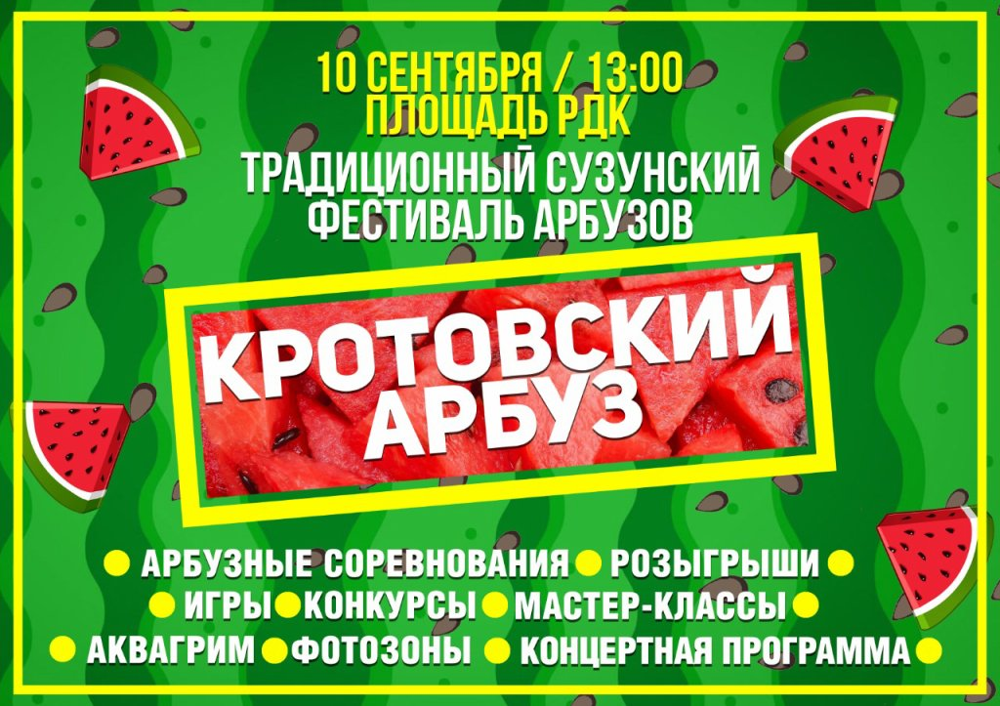 10 СЕНТЯБРЯ / 13:00
ПЛОЩАДЬ РДК
ТРАДИЦИОННЫЙ СУЗУНСКИЙ
ФЕСТИВАЛЬ АРБУЗОВ
КРОТОВСКИЙ
АРБУЗ
● АРБУЗНЫЕ СОРЕВНОВАНИЯ ● РОЗЫГРЫШИ ●
● ИГРЫ ● КОНКУРСЫ ● МАСТЕР-КЛАССЫ ●
● АКВАГРИМ ● ФОТОЗОНЫ ● КОНЦЕРТНАЯ ПРОГРАММА ●